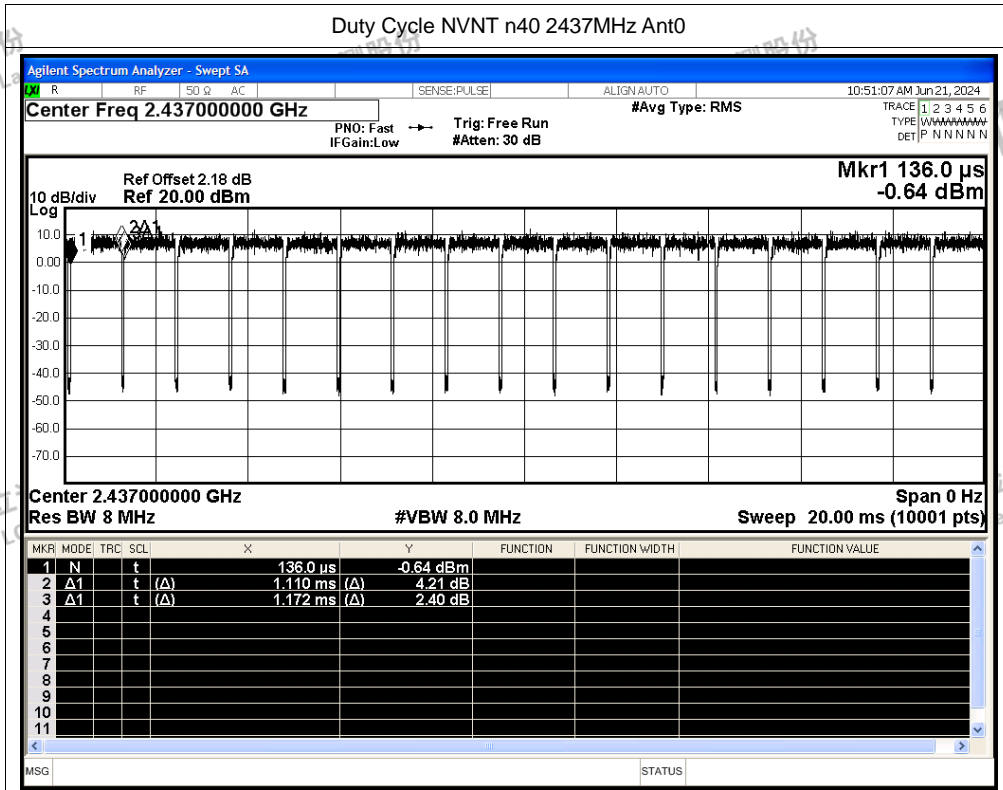 Duty Cycle NVNT n40 2437MHz Ant0
Agilent Spectrum Analyzer - Swept SA
LXI R RF 50 Ω AC SENSE:PULSE ALIGN AUTO 10:51:07 AM Jun 21, 2024
Center Freq 2.437000000 GHz #Avg Type: RMS TRACE 1 2 3 4 5 6
PNO: Fast Trig: Free Run TYPE WWWWWW
IFGain:Low #Atten: 30 dB DET P N N N N N
Mkr1 136.0 µs
Ref Offset 2.18 dB
10 dB/div Ref 20.00 dBm -0.64 dBm
Log
10.0
0.00
-10.0
-20.0
-30.0
-40.0
-50.0
-60.0
-70.0
1 2Δ1
Center 2.437000000 GHz Span 0 Hz
Res BW 8 MHz #VBW 8.0 MHz Sweep 20.00 ms (10001 pts)
MKR MODE TRC SCL X Y FUNCTION FUNCTION WIDTH FUNCTION VALUE
1 N t 136.0 µs -0.64 dBm
2 Δ1 t (Δ) 1.110 ms (Δ) 4.21 dB
3 Δ1 t (Δ) 1.172 ms (Δ) 2.40 dB
4
5
6
7
8
9
10
11
MSG STATUS